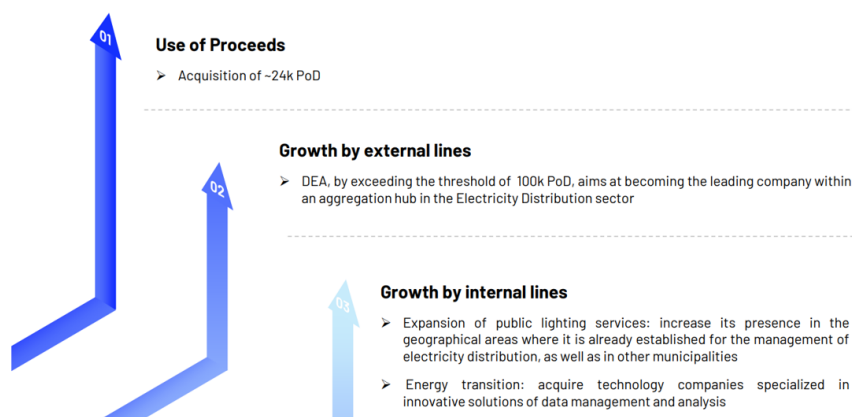 01
Use of Proceeds
➢ Acquisition of ~24k PoD
02
Growth by external lines
➢ DEA, by exceeding the threshold of 100k PoD, aims at becoming the leading company within
an aggregation hub in the Electricity Distribution sector
03
Growth by internal lines
➢ Expansion of public lighting services: increase its presence in the
geographical areas where it is already established for the management of
electricity distribution, as well as in other municipalities
➢ Energy transition: acquire technology companies specialized in
innovative solutions of data management and analysis